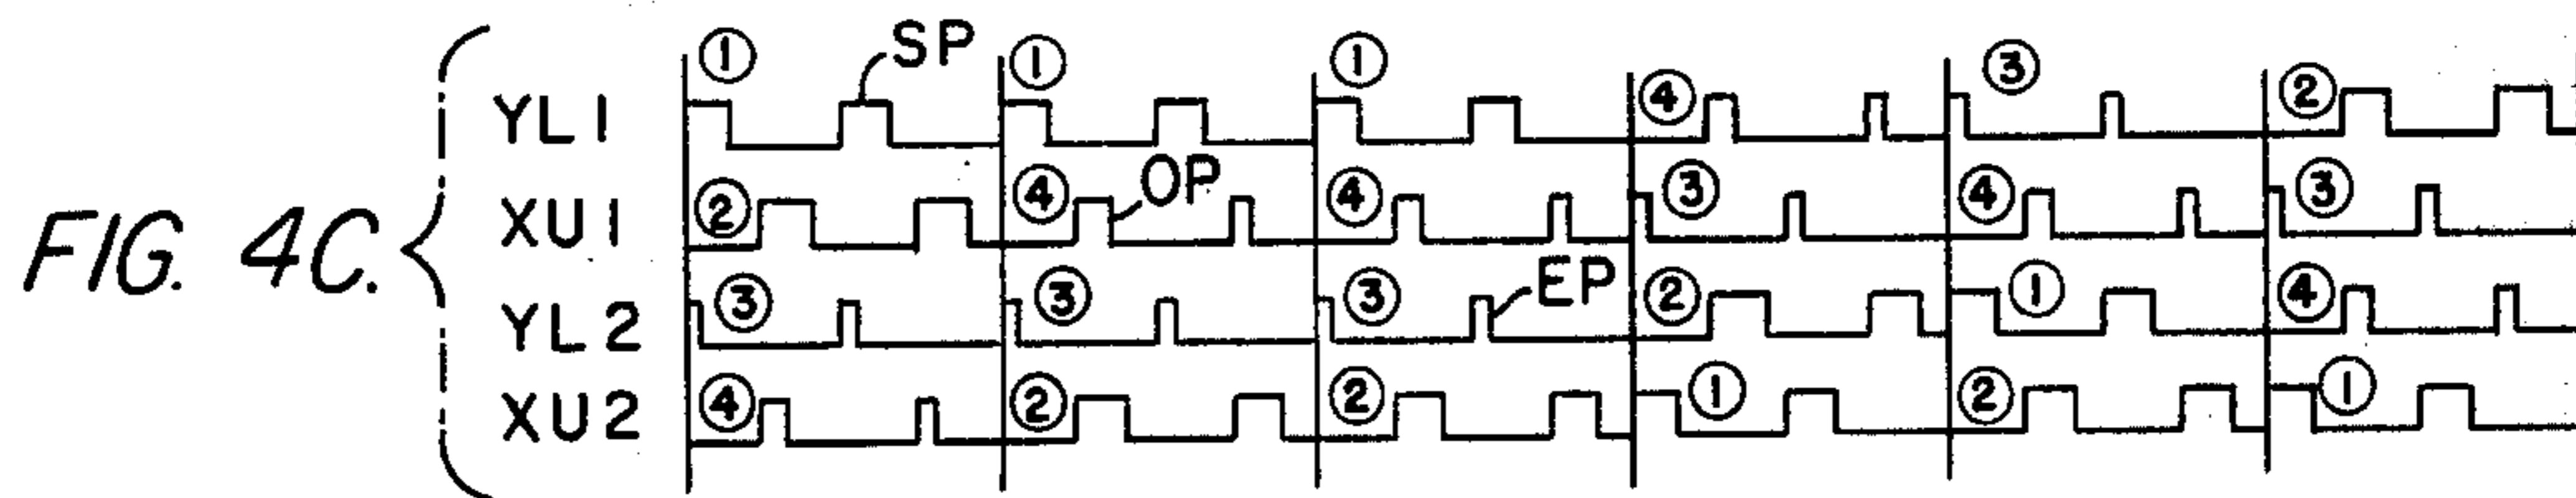 ① SP ① ① ④ ③ ②
YL1
XU1 ② ④ OP ④ ③ ④ ③
FIG. 4C.
YL2 ③ ③ ③ EP ② ① ④
XU2 ④ ② ② ① ② ①